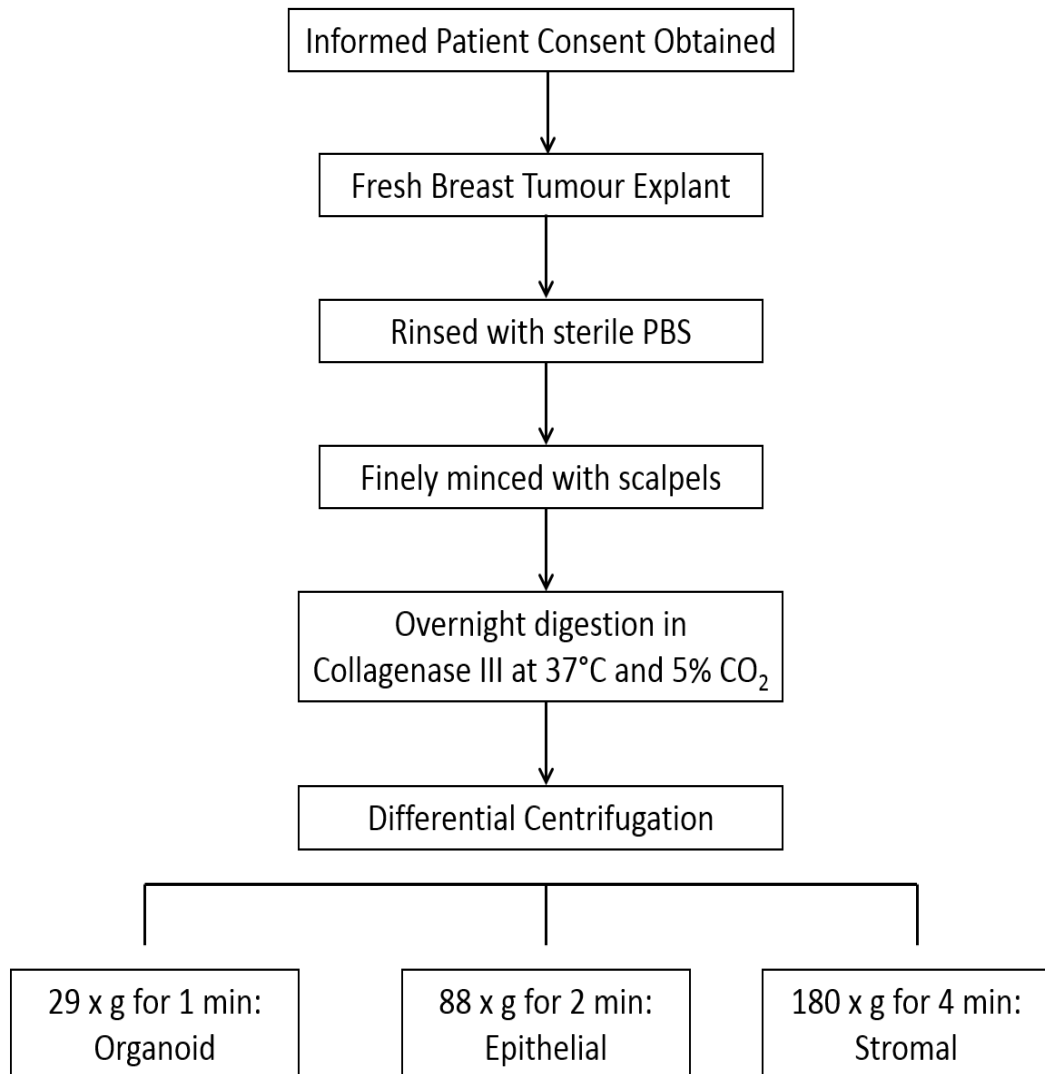 Informed Patient Consent Obtained
Fresh Breast Tumour Explant
Rinsed with sterile PBS
Finely minced with scalpels
Overnight digestion in
Collagenase III at 37°C and 5% CO₂
Differential Centrifugation
29 x g for 1 min:
Organoid
88 x g for 2 min:
Epithelial
180 x g for 4 min:
Stromal